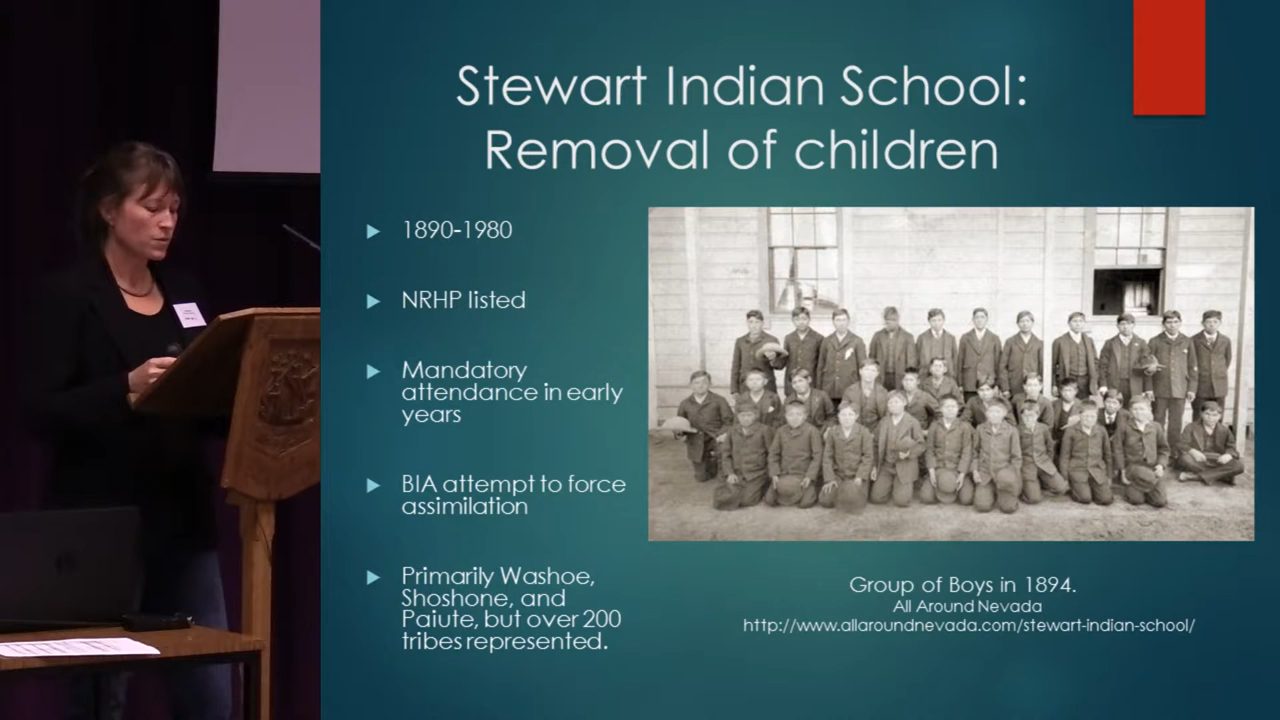 Stewart Indian School:
Removal of children
1890-1980
NRHP listed
Mandatory
attendance in early
years
BIA attempt to force
assimilation
Primarily Washoe,
Shoshone, and
Paiute, but over 200
tribes represented.
Group of Boys in 1894.
All Around Nevada
http://www.allaroundnevada.com/stewart-indian-school/